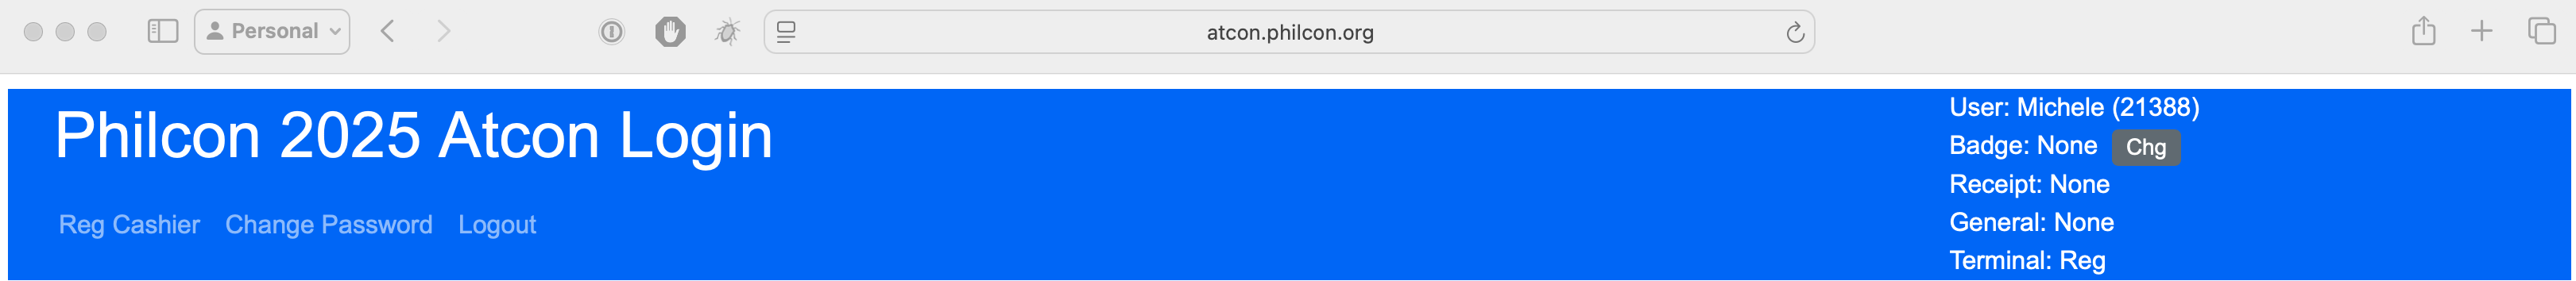 Personal
atcon.philcon.org
Philcon 2025 Atcon Login
Reg Cashier Change Password Logout
User: Michele (21388)
Badge: None Chg
Receipt: None
General: None
Terminal: Reg